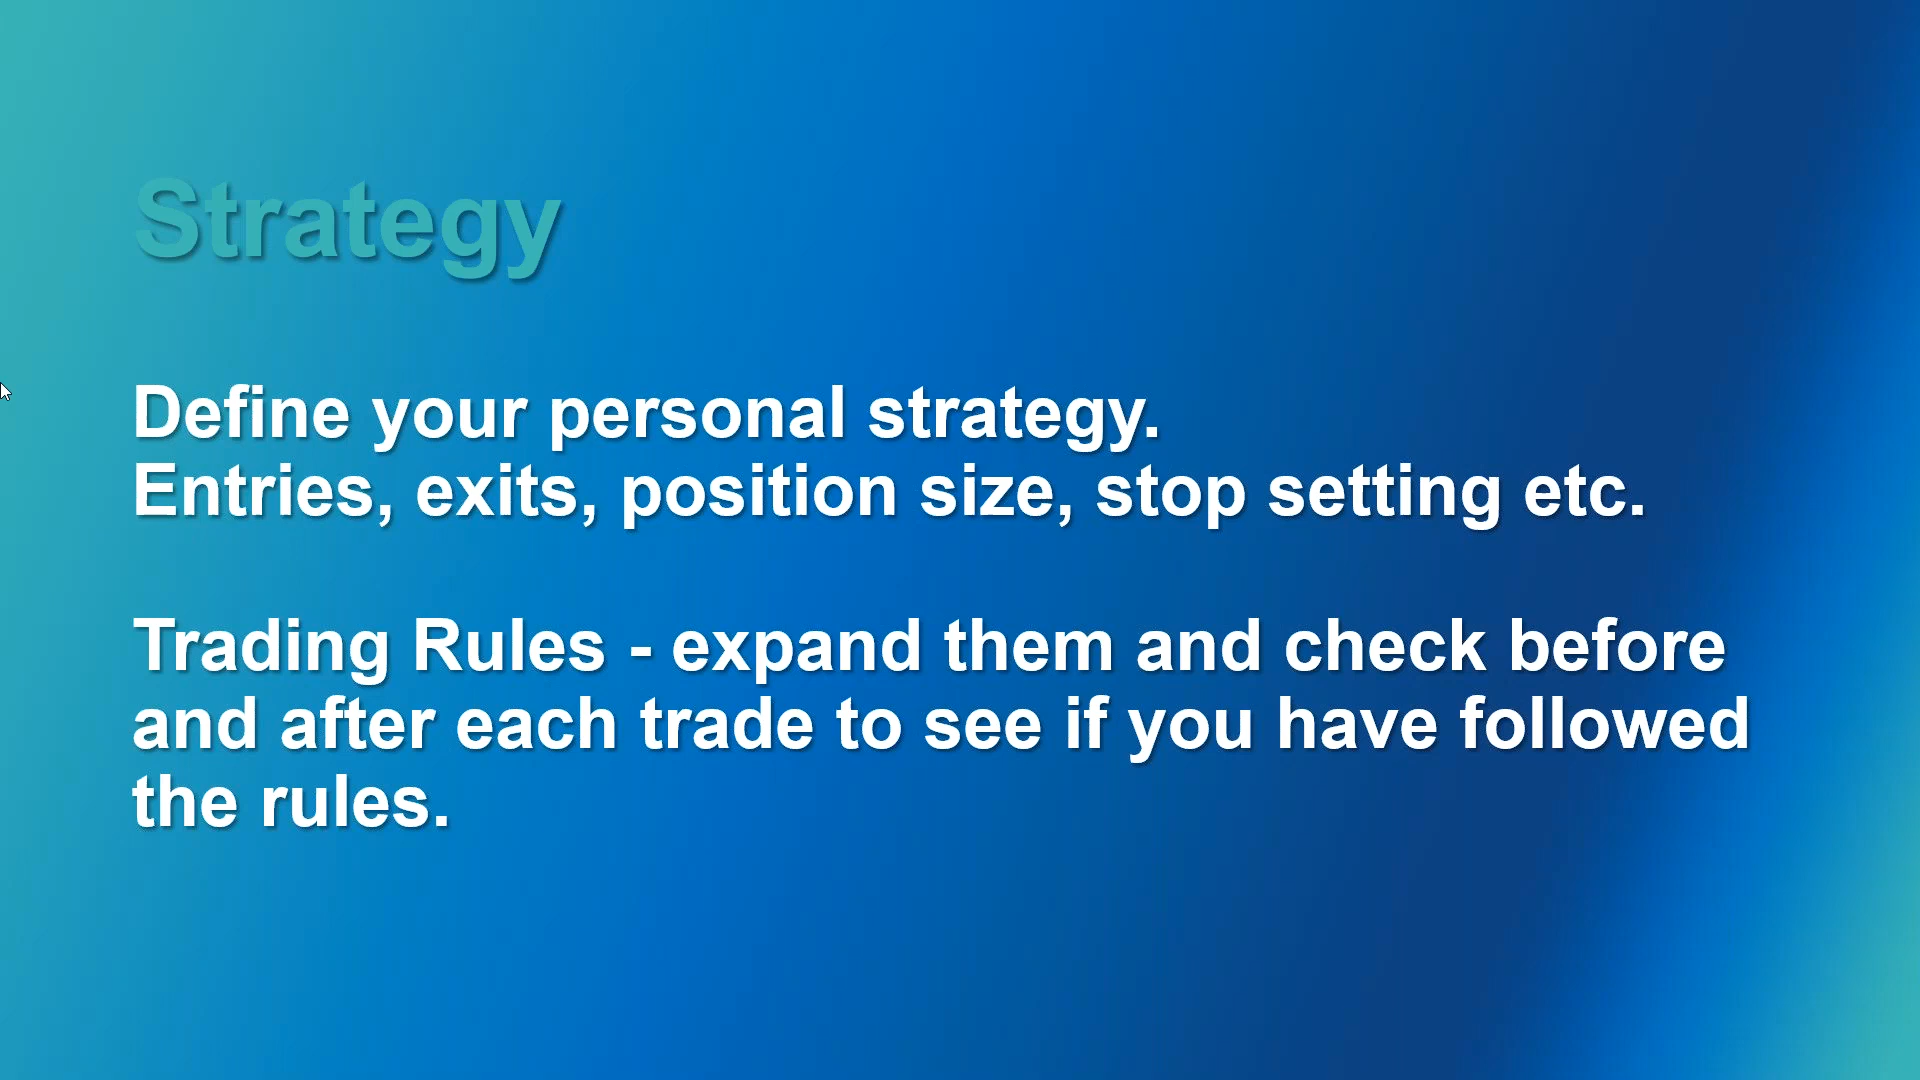 Strategy
Define your personal strategy.
Entries, exits, position size, stop setting etc.
Trading Rules - expand them and check before
and after each trade to see if you have followed
the rules.